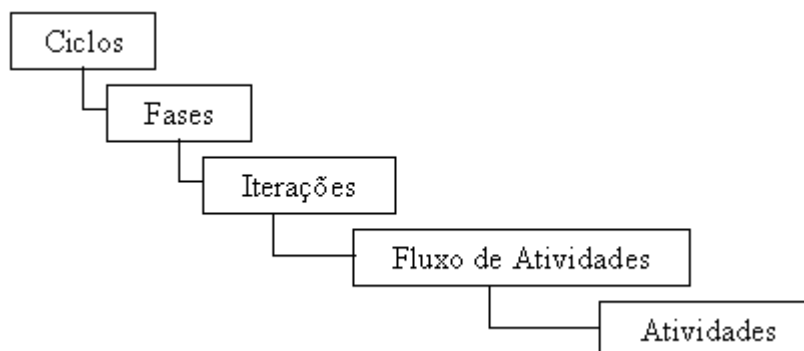 Ciclos
Fases
Iterações
Fluxo de Atividades
Atividades